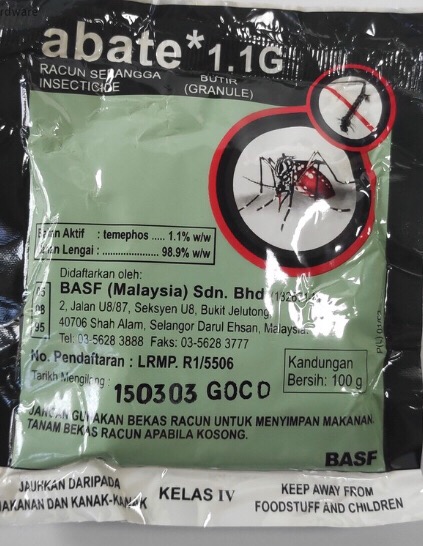 abate* 1.1G
RACUN SERANGGA BUTIR
INSECTICIDE (GRANULE)
Aktif : temephos ..... 1.1% w/w
Lengai : ...................... 98.9% w/w
Didaftarkan oleh:
BASF (Malaysia) Sdn. Bhd
2, Jalan U8/87, Seksyen U8, Bukit Jelutong
40706 Shah Alam, Selangor Darul Ehsan, Malaysia.
Tel: 03-5628 3888 Faks: 03-5628 3777
No. Pendaftaran : LRMP. R1/5506
Tarikh Mengilang :
150303 GOCO
Kandungan
Bersih: 100 g
JANGAN GUNAKAN BEKAS RACUN UNTUK MENYIMPAN MAKANAN.
TANAM BEKAS RACUN APABILA KOSONG.
BASF
JAUHKAN DARIPADA
MAKANAN DAN KANAK-KANAK
KELAS IV
KEEP AWAY FROM
FOODSTUFF AND CHILDREN